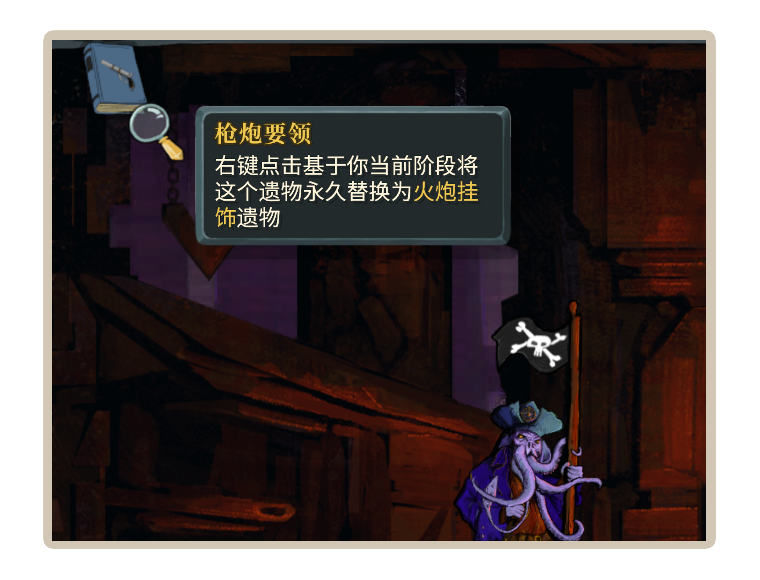 枪炮要领
右键点击基于你当前阶段将
这个遗物永久替换为火炮挂
饰遗物